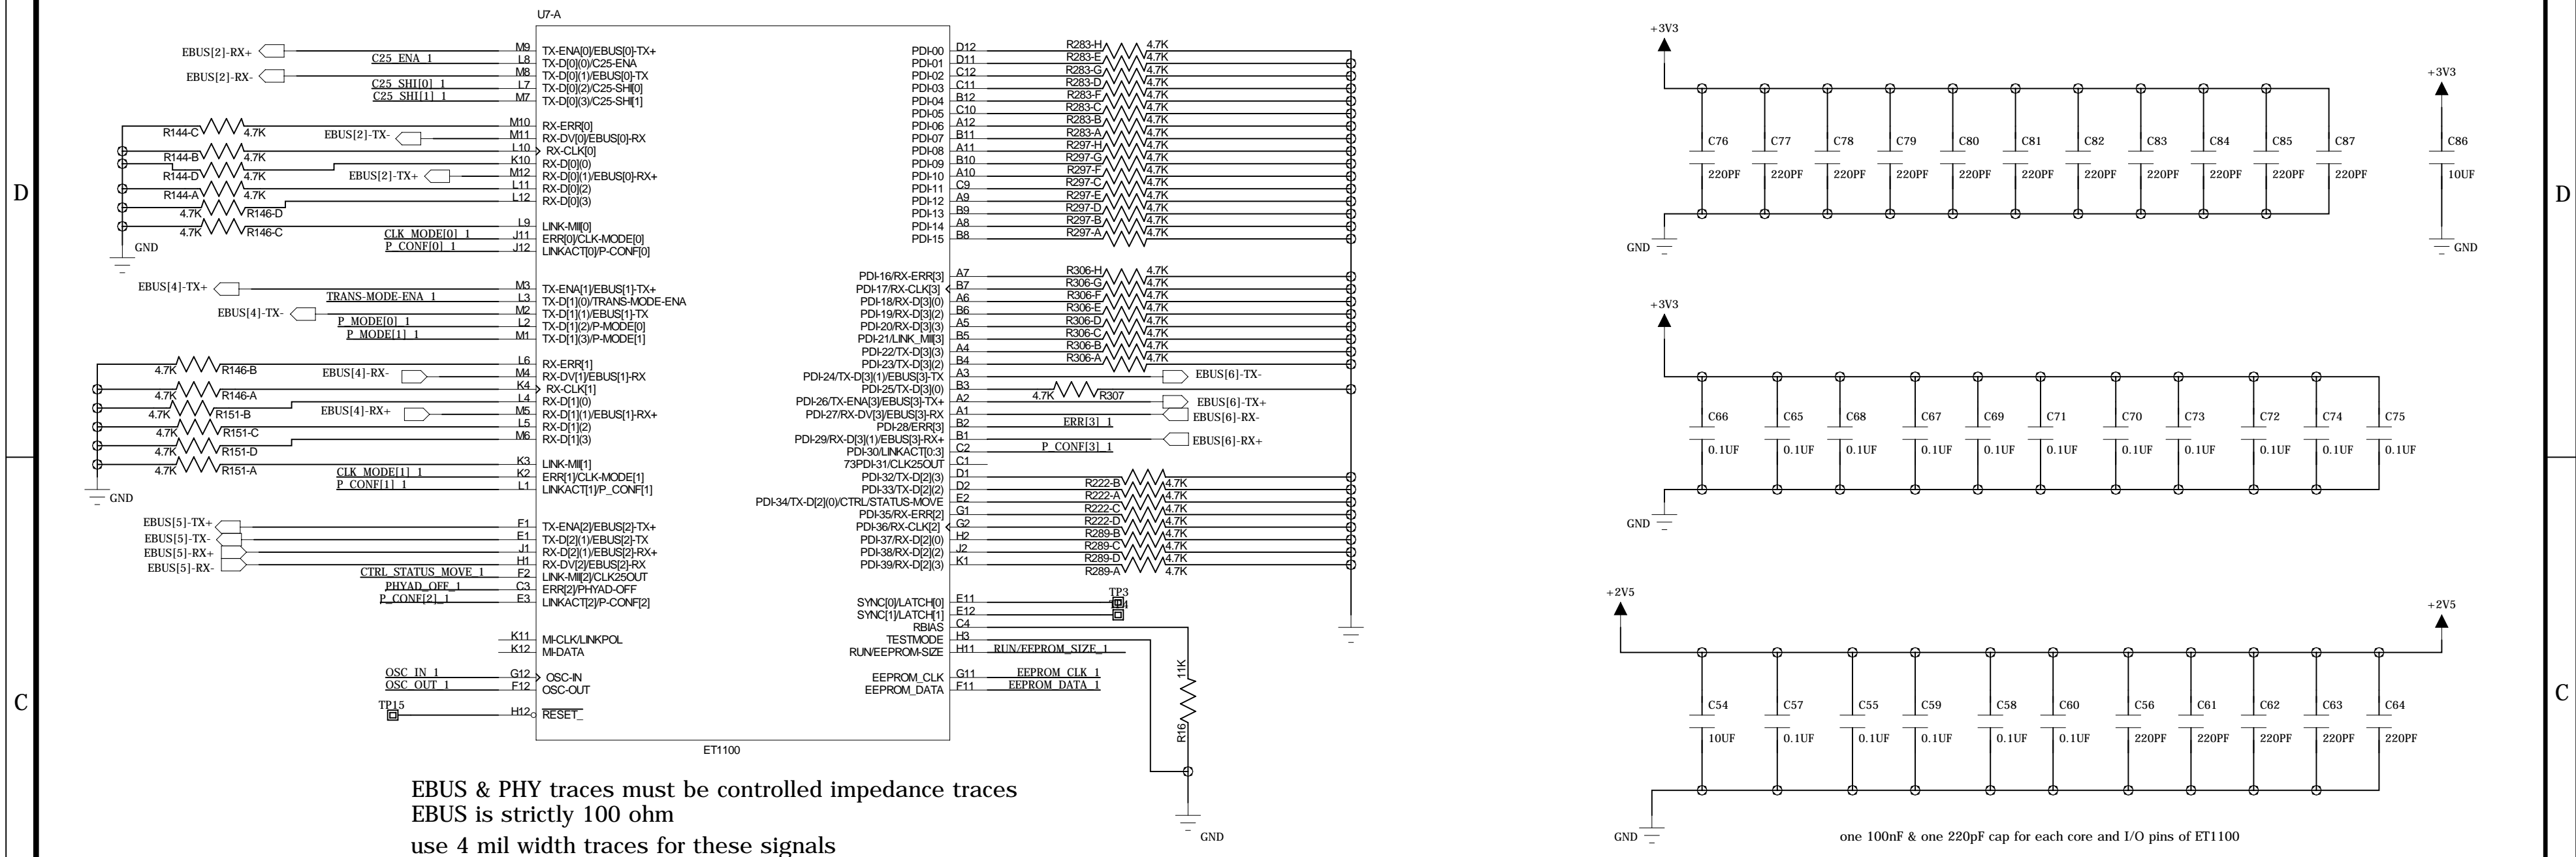 U7-A
EBUS[2]-RX+ M9 TX-ENA[0]/EBUS[0]-TX+
C25_ENA_1 L8 TX-D[0](0)/C25-ENA
EBUS[2]-RX- M8 TX-D[0](1)/EBUS[0]-TX
C25_SHI[0]_1 L7 TX-D[0](2)/C25-SHI[0]
C25_SHI[1]_1 M7 TX-D[0](3)/C25-SHI[1]
R144-C 4.7K M10 RX-ERR[0]
EBUS[2]-TX- M11 RX-DV[0]/EBUS[0]-RX
R144-B 4.7K L10 RX-CLK[0]
R144-D 4.7K K10 RX-D[0](0)
EBUS[2]-TX+ M12 RX-D[0](1)/EBUS[0]-RX+
R144-A 4.7K L11 RX-D[0](2)
4.7K R146-D L12 RX-D[0](3)
4.7K R146-C L9 LINK-MII[0]
CLK_MODE[0]_1 J11 ERR[0]/CLK-MODE[0]
P_CONF[0]_1 J12 LINKACT[0]/P-CONF[0]
GND
EBUS[4]-TX+ M3 TX-ENA[1]/EBUS[1]-TX+
TRANS-MODE-ENA_1 L3 TX-D[1](0)/TRANS-MODE-ENA
EBUS[4]-TX- M2 TX-D[1](1)/EBUS[1]-TX
P_MODE[0]_1 L2 TX-D[1](2)/P-MODE[0]
P_MODE[1]_1 M1 TX-D[1](3)/P-MODE[1]
4.7K R146-B L6 RX-ERR[1]
EBUS[4]-RX- M4 RX-DV[1]/EBUS[1]-RX
4.7K R146-A K4 RX-CLK[1]
4.7K R151-B L4 RX-D[1](0)
EBUS[4]-RX+ M5 RX-D[1](1)/EBUS[1]-RX+
4.7K R151-C L5 RX-D[1](2)
4.7K R151-D M6 RX-D[1](3)
4.7K R151-A K3 LINK-MII[1]
CLK_MODE[1]_1 K2 ERR[1]/CLK-MODE[1]
P_CONF[1]_1 L1 LINKACT[1]/P_CONF[1]
GND
EBUS[5]-TX+ F1 TX-ENA[2]/EBUS[2]-TX+
EBUS[5]-TX- E1 TX-D[2](1)/EBUS[2]-TX
EBUS[5]-RX+ J1 RX-D[2](1)/EBUS[2]-RX+
EBUS[5]-RX- H1 RX-DV[2]/EBUS[2]-RX
CTRL_STATUS_MOVE_1 F2 LINK-MII[2]/CLK25OUT
PHYAD_OFF_1 C3 ERR[2]/PHYAD-OFF
P_CONF[2]_1 E3 LINKACT[2]/P-CONF[2]
K11 MI-CLK/LINKPOL
K12 MI-DATA
OSC_IN_1 G12 OSC-IN
OSC_OUT_1 F12 OSC-OUT
TP15 H12 RESET_
PDI-00 D12 R283-H 4.7K
PDI-01 D11 R283-E 4.7K
PDI-02 C12 R283-G 4.7K
PDI-03 C11 R283-D 4.7K
PDI-04 B12 R283-F 4.7K
PDI-05 C10 R283-C 4.7K
PDI-06 A12 R283-B 4.7K
PDI-07 B11 R283-A 4.7K
PDI-08 A11 R297-H 4.7K
PDI-09 B10 R297-G 4.7K
PDI-10 A10 R297-F 4.7K
PDI-11 C9 R297-C 4.7K
PDI-12 A9 R297-E 4.7K
PDI-13 B9 R297-D 4.7K
PDI-14 A8 R297-B 4.7K
PDI-15 B8 R297-A 4.7K
PDI-16/RX-ERR[3] A7 R306-H 4.7K
PDI-17/RX-CLK[3] B7 R306-G 4.7K
PDI-18/RX-D[3](0) A6 R306-F 4.7K
PDI-19/RX-D[3](2) B6 R306-E 4.7K
PDI-20/RX-D[3](3) A5 R306-D 4.7K
PDI-21/LINK_MII[3] B5 R306-C 4.7K
PDI-22/TX-D[3](3) A4 R306-B 4.7K
PDI-23/TX-D[3](2) B4 R306-A 4.7K
PDI-24/TX-D[3](1)/EBUS[3]-TX A3 EBUS[6]-TX-
PDI-25/TX-D[3](0) B3 4.7K R307
PDI-26/TX-ENA[3]/EBUS[3]-TX+ A2 EBUS[6]-TX+
PDI-27/RX-DV[3]/EBUS[3]-RX A1 EBUS[6]-RX-
PDI-28/ERR[3] B2 ERR[3]_1
PDI-29/RX-D[3](1)/EBUS[3]-RX+ B1 EBUS[6]-RX+
PDI-30/LINKACT[0:3] C2 P_CONF[3]_1
73PDI-31/CLK25OUT C1
PDI-32/TX-D[2](3) D1 R222-B 4.7K
PDI-33/TX-D[2](2) D2 R222-A 4.7K
PDI-34/TX-D[2](0)/CTRL/STATUS-MOVE E2 R222-C 4.7K
PDI-35/RX-ERR[2] G1 R222-D 4.7K
PDI-36/RX-CLK[2] G2 R289-B 4.7K
PDI-37/RX-D[2](0) H2 R289-C 4.7K
PDI-38/RX-D[2](2) J2 R289-D 4.7K
PDI-39/RX-D[2](3) K1 R289-A 4.7K
SYNC[0]/LATCH[0] E11 TP3
SYNC[1]/LATCH[1] E12
RBIAS C4
TESTMODE H3
RUN/EEPROM-SIZE H11 RUN/EEPROM_SIZE_1
EEPROM_CLK G11 EEPROM_CLK_1
EEPROM_DATA F11 EEPROM_DATA_1
11K
R16
GND
ET1100
EBUS & PHY traces must be controlled impedance traces
EBUS is strictly 100 ohm
use 4 mil width traces for these signals
+3V3 +3V3
C76 C77 C78 C79 C80 C81 C82 C83 C84 C85 C87 C86
220PF 220PF 220PF 220PF 220PF 220PF 220PF 220PF 220PF 220PF 220PF 10UF
GND GND
+3V3
C66 C65 C68 C67 C69 C71 C70 C73 C72 C74 C75
0.1UF 0.1UF 0.1UF 0.1UF 0.1UF 0.1UF 0.1UF 0.1UF 0.1UF 0.1UF 0.1UF
GND
+2V5 +2V5
C54 C57 C55 C59 C58 C60 C56 C61 C62 C63 C64
10UF 0.1UF 0.1UF 0.1UF 0.1UF 0.1UF 220PF 220PF 220PF 220PF 220PF
GND
one 100nF & one 220pF cap for each core and I/O pins of ET1100
D D
C C